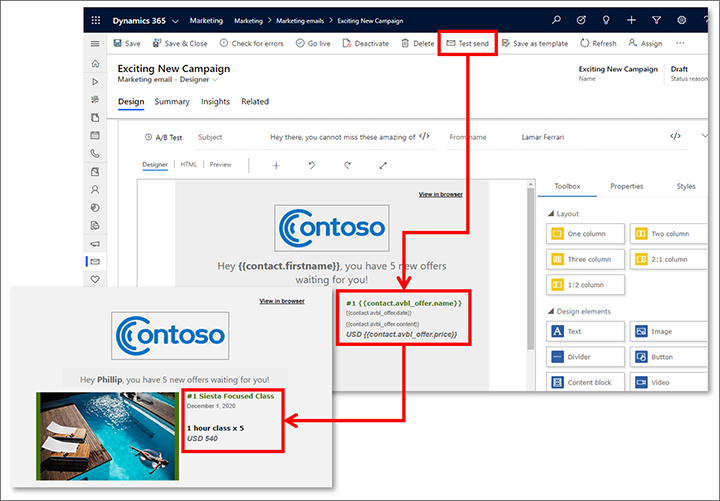 Dynamics 365
Marketing
Marketing > Marketing emails > Exciting New Campaign
Save
Save & Close
Check for errors
Go live
Deactivate
Delete
Test send
Save as template
Refresh
Assign
Exciting New Campaign
Marketing email - Designer
Exciting New Campaign
Name
Draft
Status reason
Design
Summary
Insights
Related
A/B Test
Subject
Hey there, you cannot miss these amazing of </>
From name
Lamar Ferrari
</>
Designer
HTML
Preview
View in browser
Contoso
Hey {{contact.firstname}}, you have 5 new offers
waiting for you!
#1 {{contact.avbl_offer.name}}
{{contact.avbl_offer.date}}
{{contact.avbl_offer.content}}
USD {{contact.avbl_offer.price}}
Toolbox
Properties
Styles
Layout
One column
Two column
Three column
2:1 column
1:2 column
Design elements
Text
Image
Divider
Button
Content block
Video
View in browser
Contoso
Hey Phillip, you have 5 new offers waiting for you!
#1 Siesta Focused Class
December 1, 2020
1 hour class x 5
USD 540